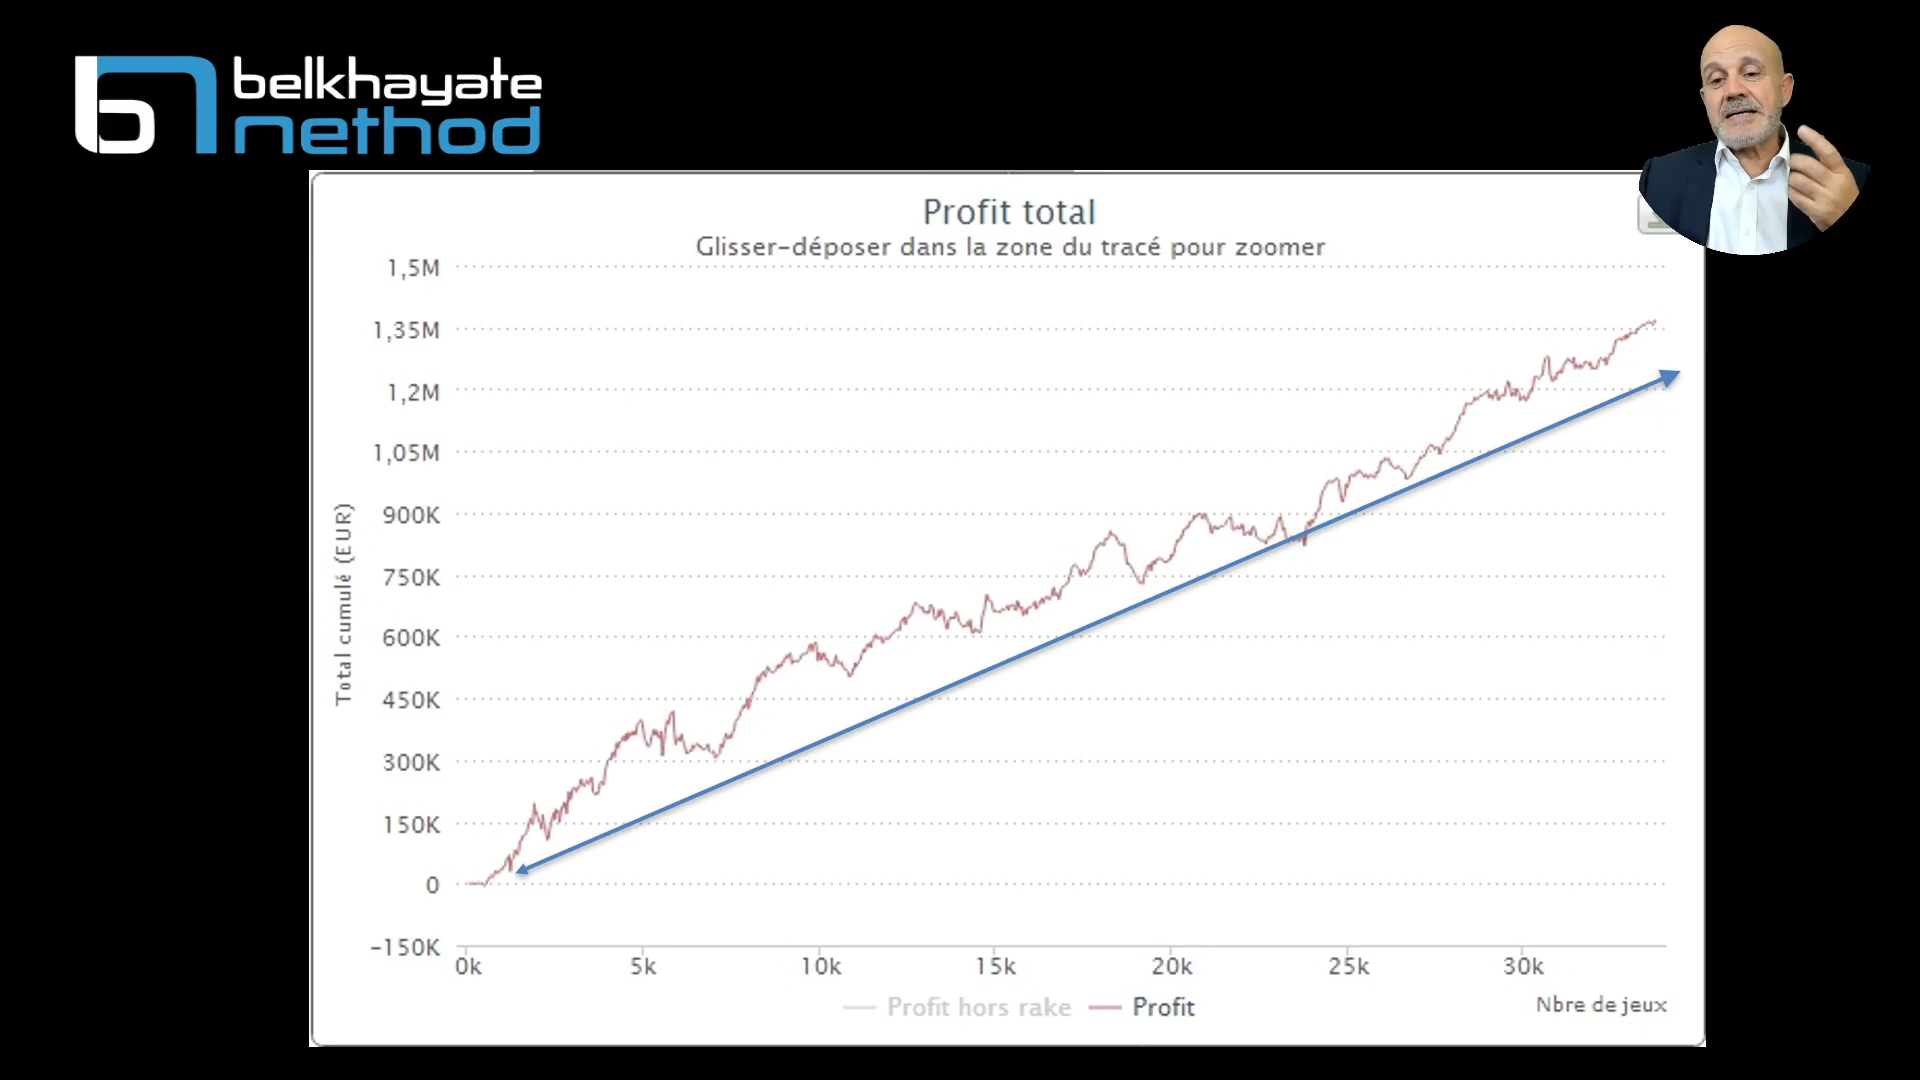 belkhayate
nethod
Profit total
Glisser-déposer dans la zone du tracé pour zoomer
1,5M
1,35M
1,2M
1,05M
900K
750K
600K
450K
300K
150K
0
-150K
Total cumulé (EUR)
0k 5k 10k 15k 20k 25k 30k
Profit hors rake Profit
Nbre de jeux